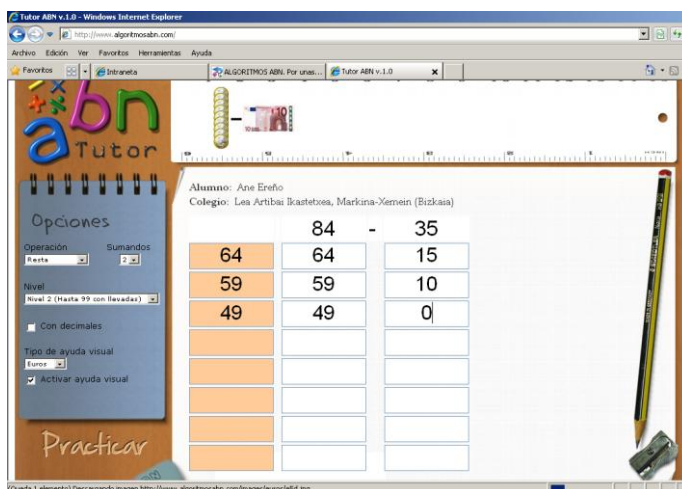 Tutor ABN v.1.0 - Windows Internet Explorer
http://www.algoritmosabn.com/
Archivo Edición Ver Favoritos Herramientas Ayuda
Favoritos Intraneta ALGORITMOS ABN. Por unas... Tutor ABN v.1.0
abn
Tutor
10
Alumno: Ane Ereño
Colegio: Lea Artibai Ikastetxea, Markina-Xemein (Bizkaia)
Opciones
Operación Sumandos
Resta 2
Nivel
Nivel 2 (Hasta 99 con llevadas)
Con decimales
Tipo de ayuda visual
Euros
Activar ayuda visual
Practicar
84 - 35
64 64 15
59 59 10
49 49 0